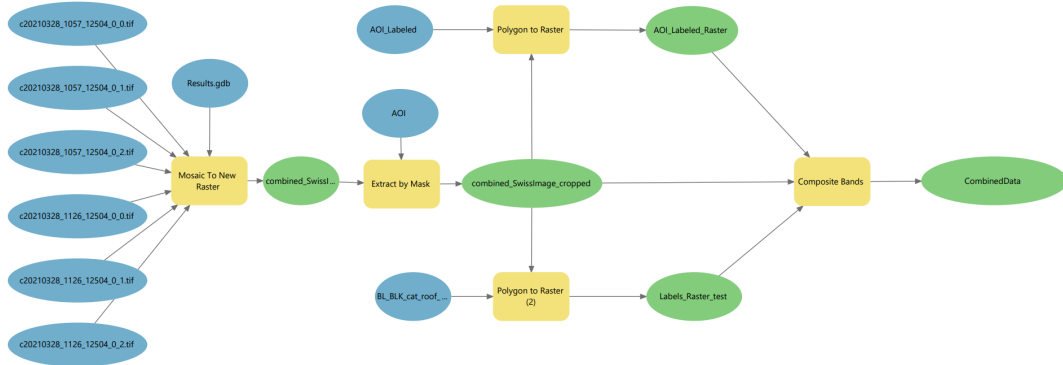 c20210328_1057_12504_0_0.tif
c20210328_1057_12504_0_1.tif
c20210328_1057_12504_0_2.tif
c20210328_1126_12504_0_0.tif
c20210328_1126_12504_0_1.tif
c20210328_1126_12504_0_2.tif
Results.gdb
Mosaic To New
Raster
combined_SwissI...
AOI
Extract by Mask
AOI_Labeled
Polygon to Raster
AOI_Labeled_Raster
combined_SwissImage_cropped
BL_BLK_cat_roof_...
Polygon to Raster
(2)
Labels_Raster_test
Composite Bands
CombinedData